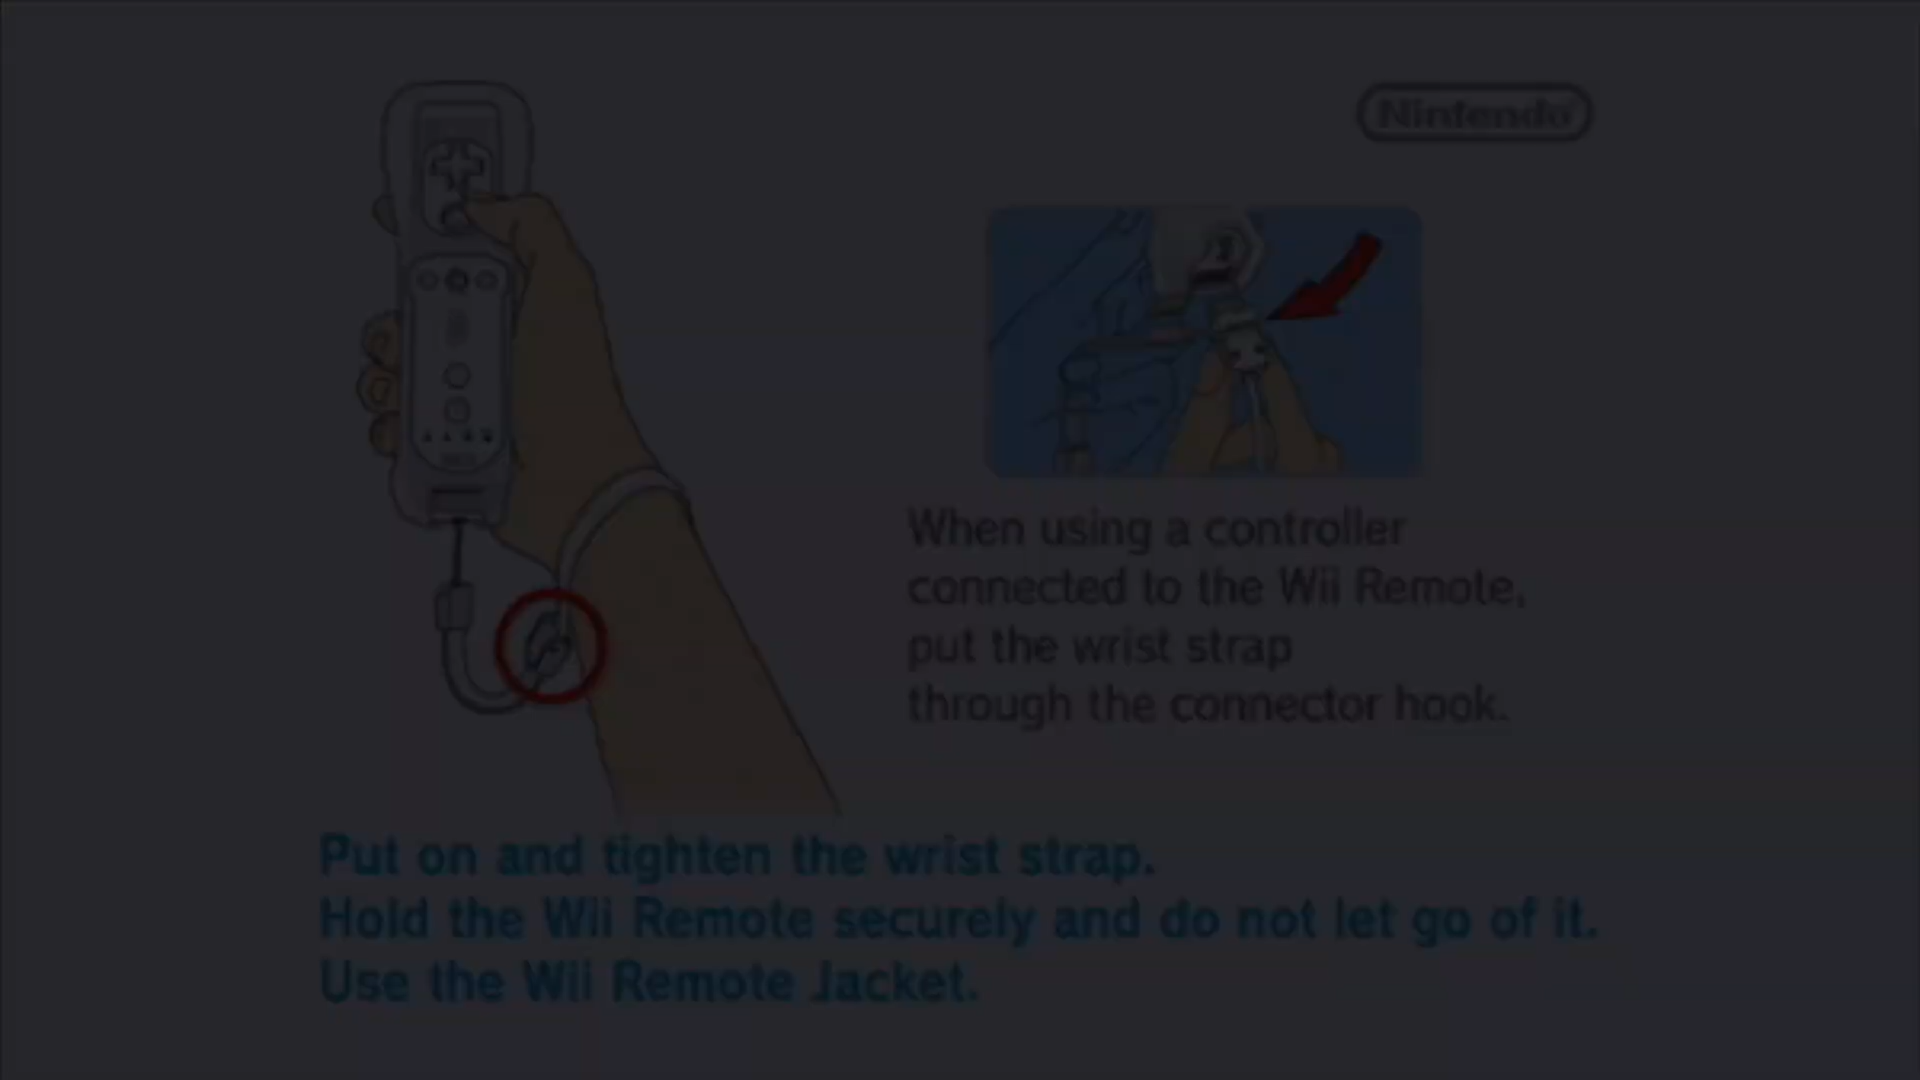 Nintendo
When using a controller
connected to the Wii Remote,
put the wrist strap
through the connector hook.
Put on and tighten the wrist strap.
Hold the Wii Remote securely and do not let go of it.
Use the Wii Remote Jacket.